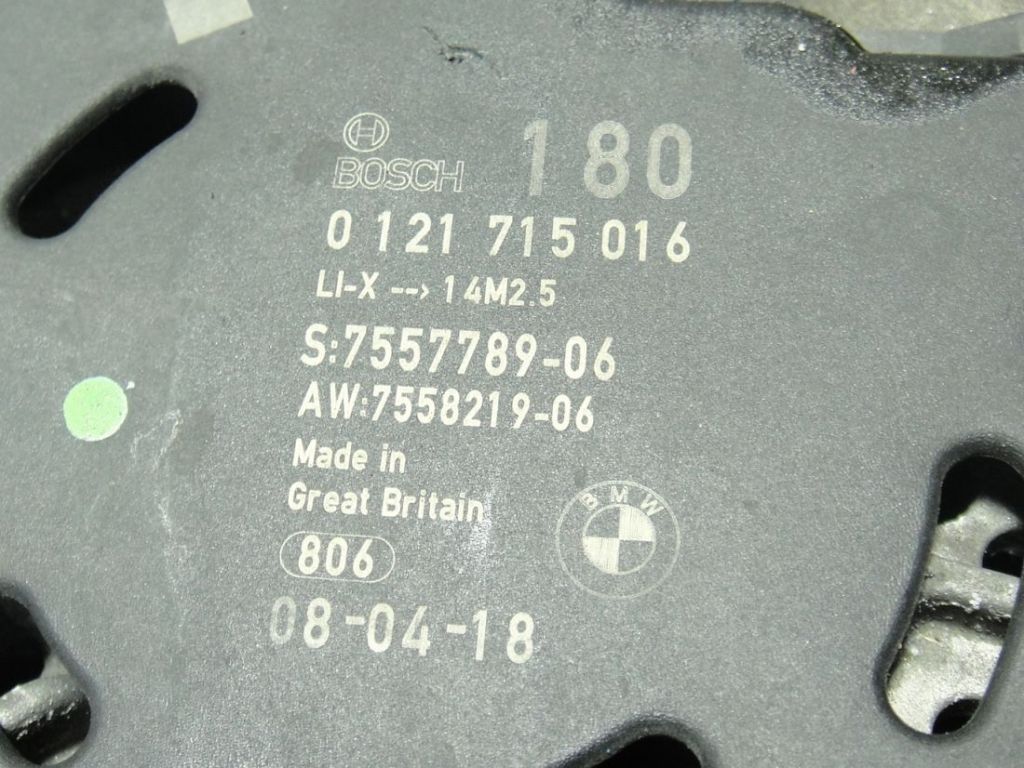 BOSCH 180
0 121 715 016
LI-X --> 14M2.5
S:7557789-06
AW:7558219-06
Made in
Great Britain
BMW
806
08-04-18